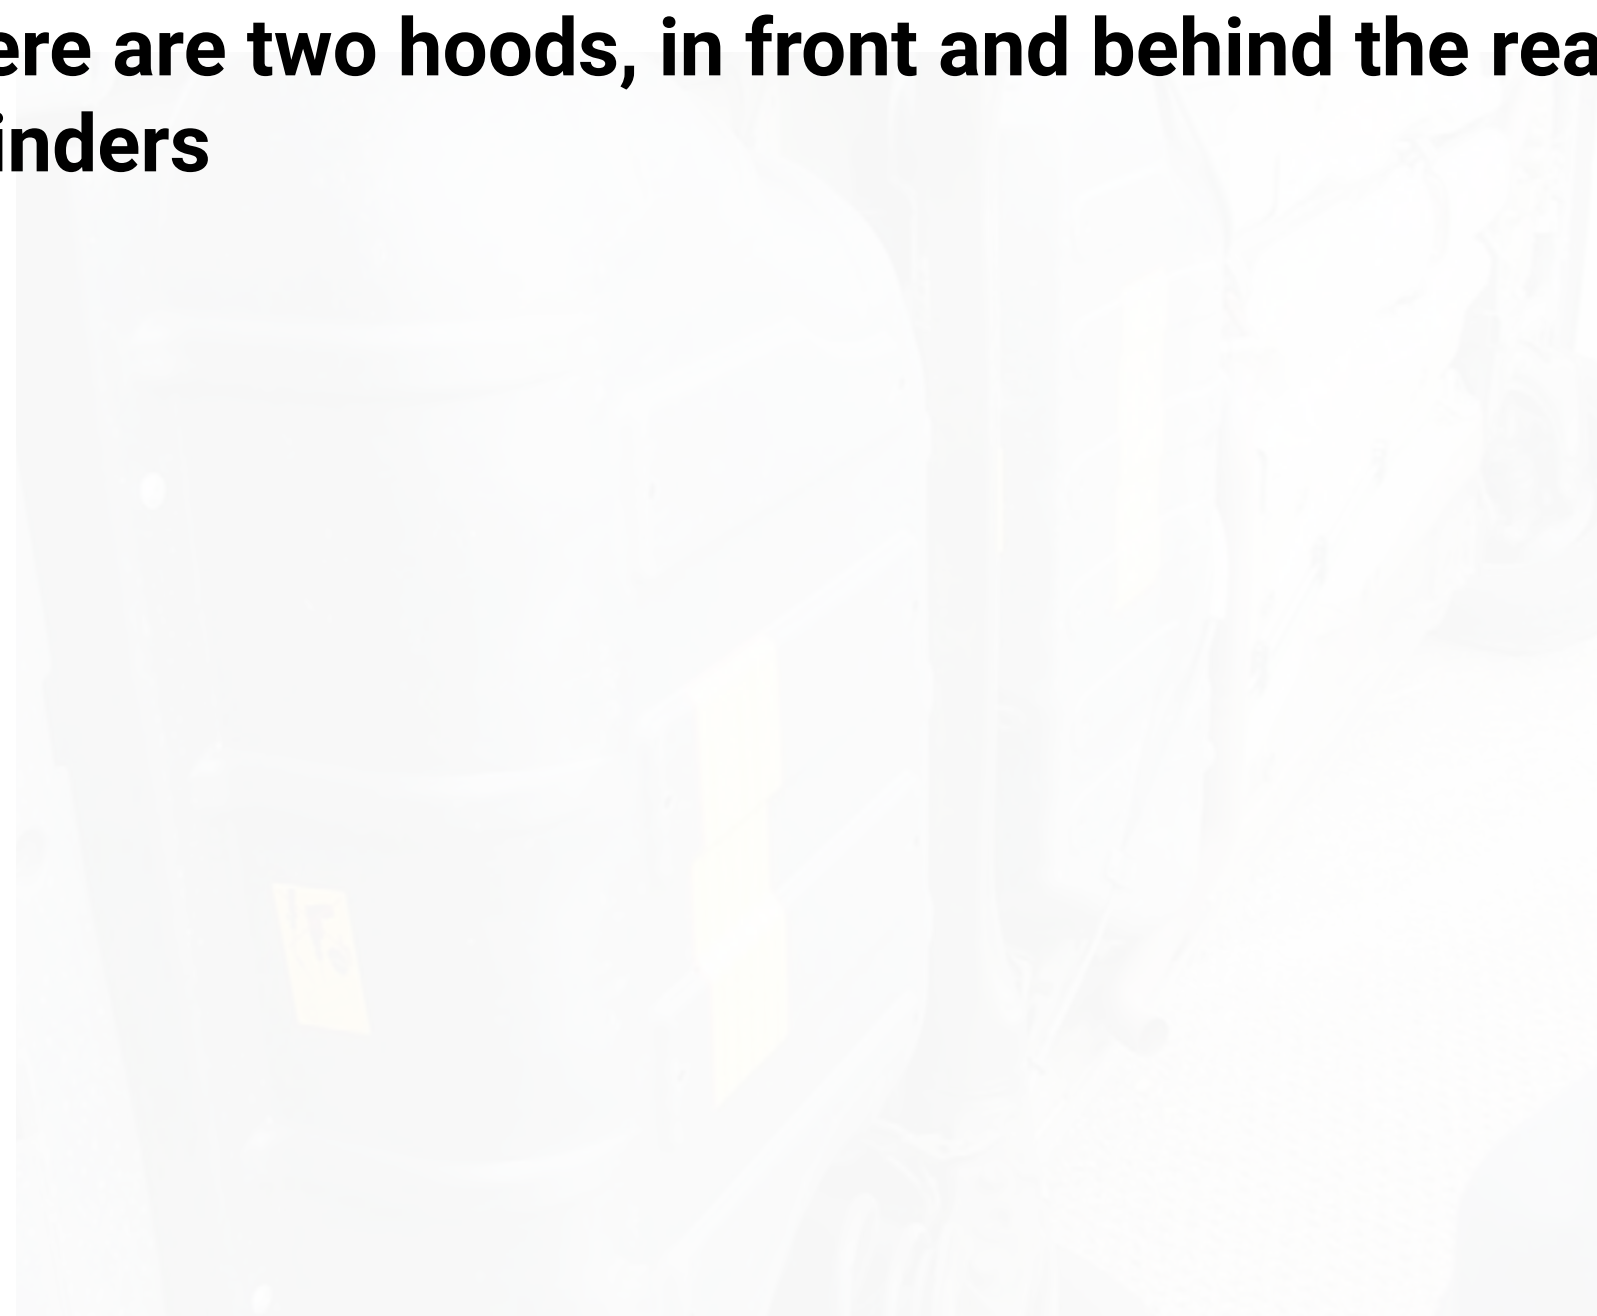 ere are two hoods, in front and behind the rea
inders